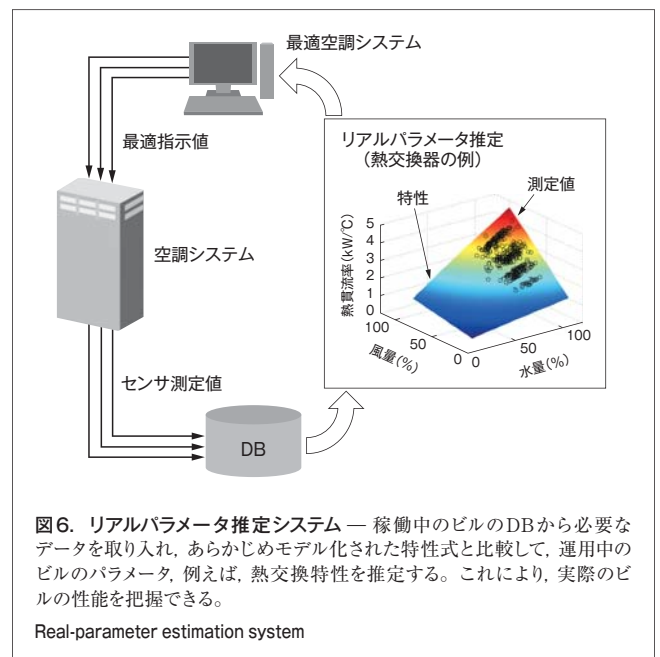 最適空調システム
最適指示値
空調システム
センサ測定値
DB
リアルパラメータ推定
(熱交換器の例)
特性
測定値
熱貫流率(kW/℃)
5
4
3
2
1
0
100
50
0
風量(%)
0
50
100
水量(%)
図6. リアルパラメータ推定システム — 稼働中のビルのDBから必要な
データを取り入れ,あらかじめモデル化された特性式と比較して,運用中の
ビルのパラメータ,例えば,熱交換特性を推定する。これにより,実際のビ
ルの性能を把握できる。
Real-parameter estimation system